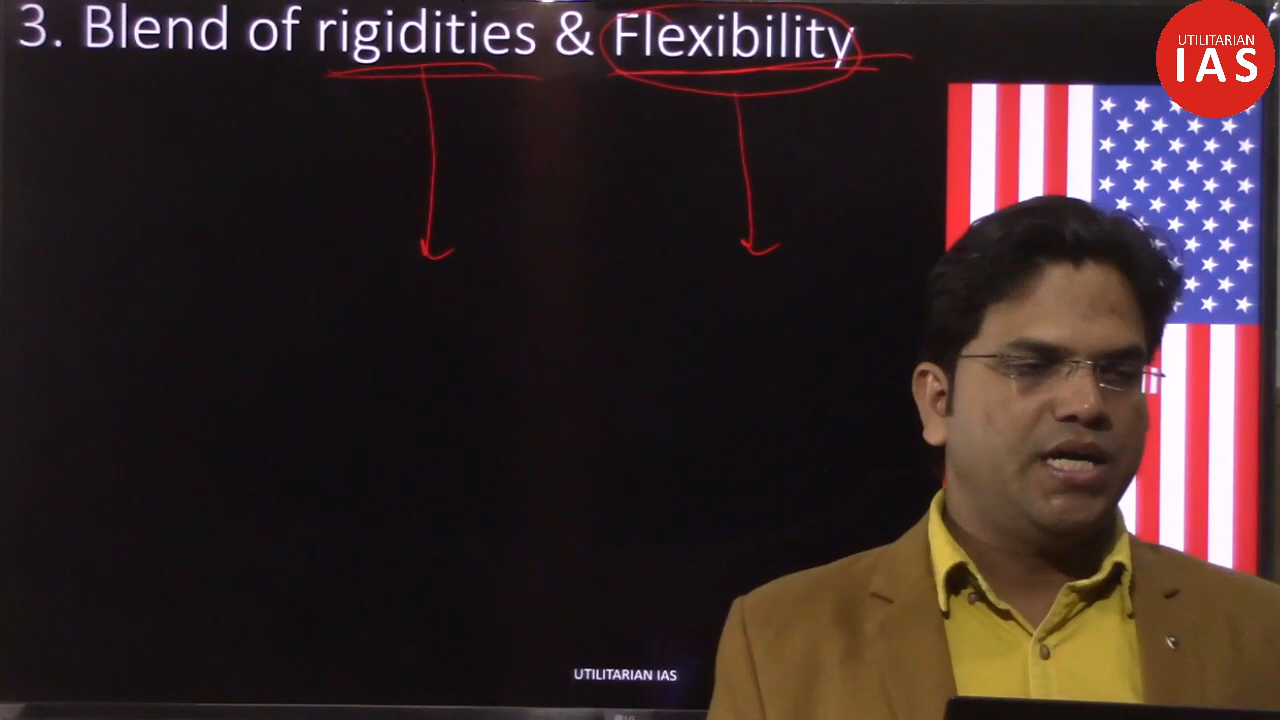 3. Blend of rigidities & Flexibility
UTILITARIAN
IAS
UTILITARIAN IAS